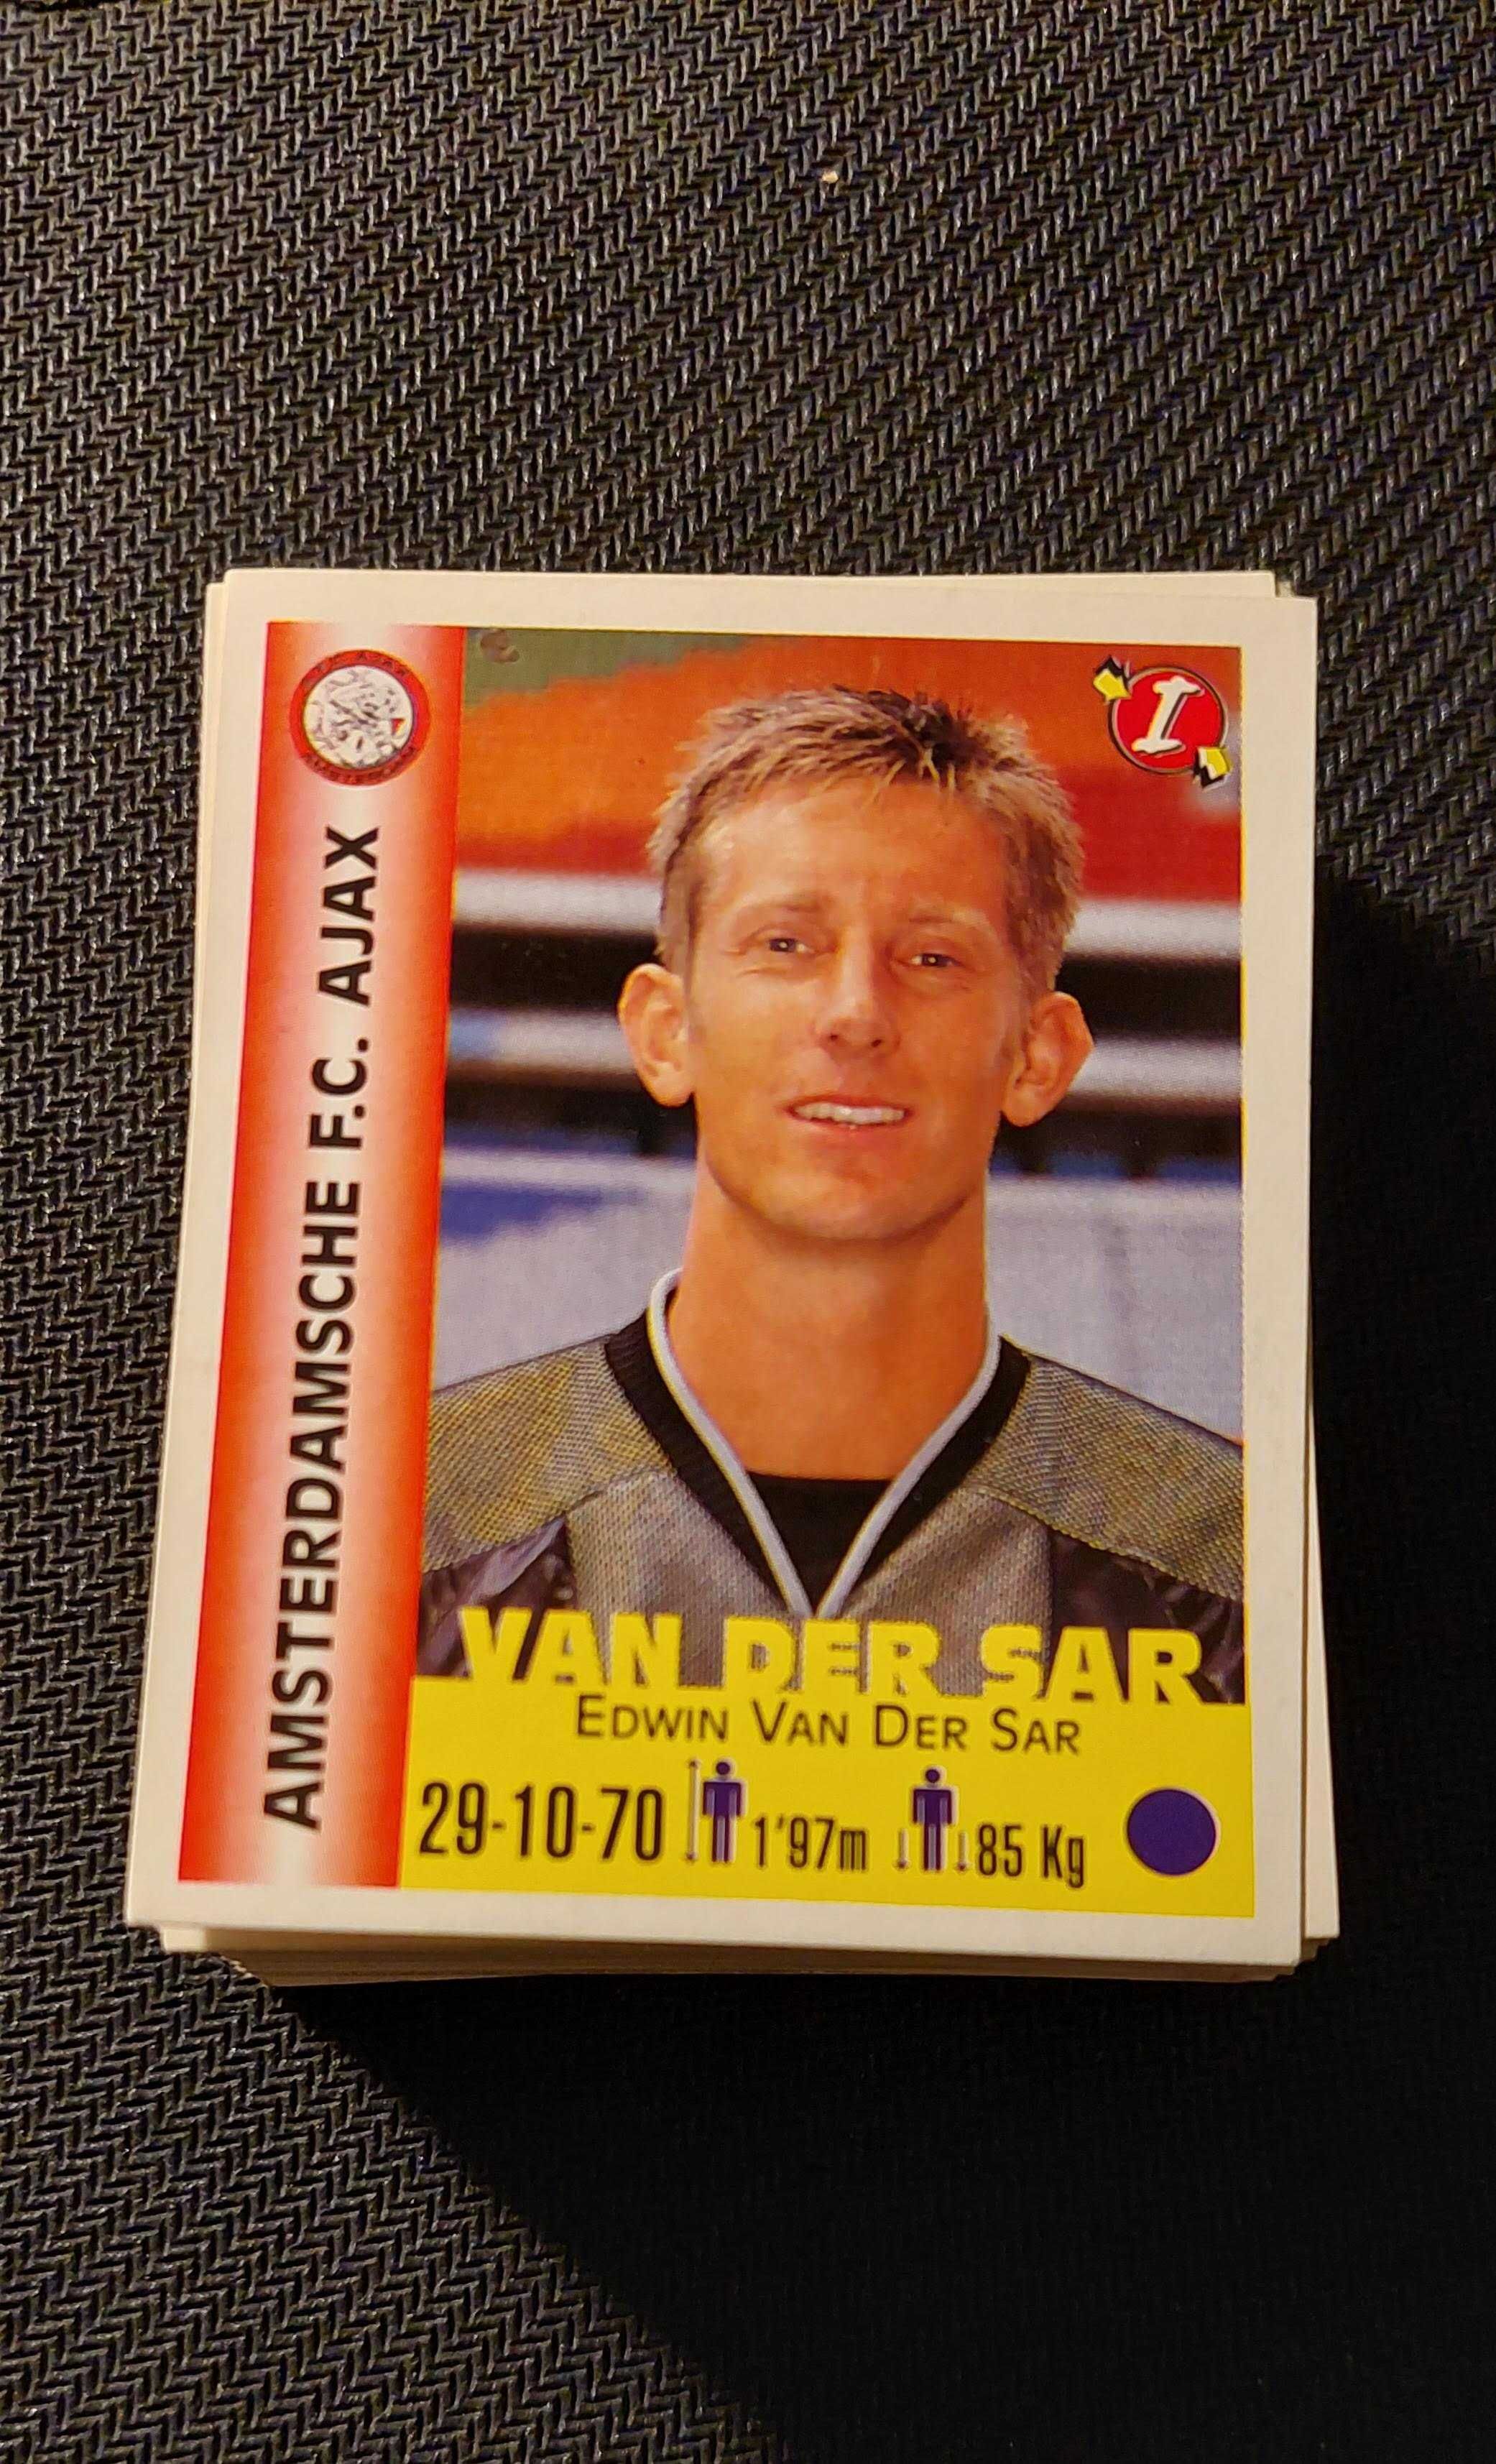 AMSTERDAMSCHE F.C. AJAX
I
VAN DER SAR
EDWIN VAN DER SAR
29-10-70 1'97m 85 Kg